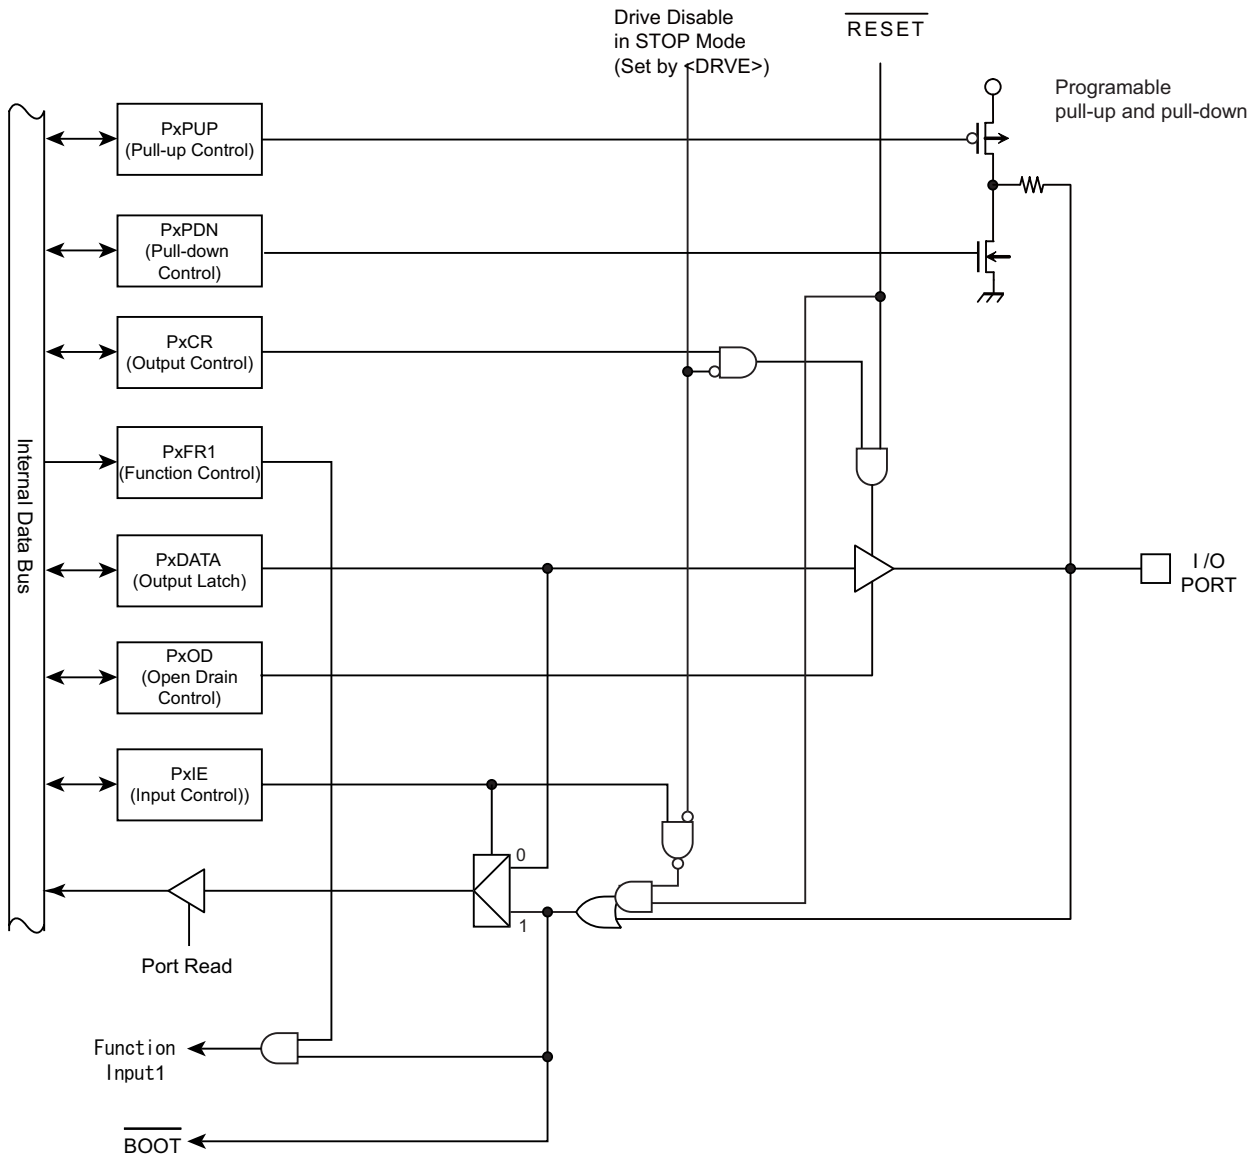 Drive Disable
in STOP Mode
(Set by <DRVE>)
RESET
Programable
pull-up and pull-down
PxPUP
(Pull-up Control)
PxPDN
(Pull-down
Control)
PxCR
(Output Control)
PxFR1
(Function Control)
Internal Data Bus
PxDATA
(Output Latch)
I /O
PORT
PxOD
(Open Drain
Control)
PxIE
(Input Control))
0
1
Port Read
Function
Input1
BOOT